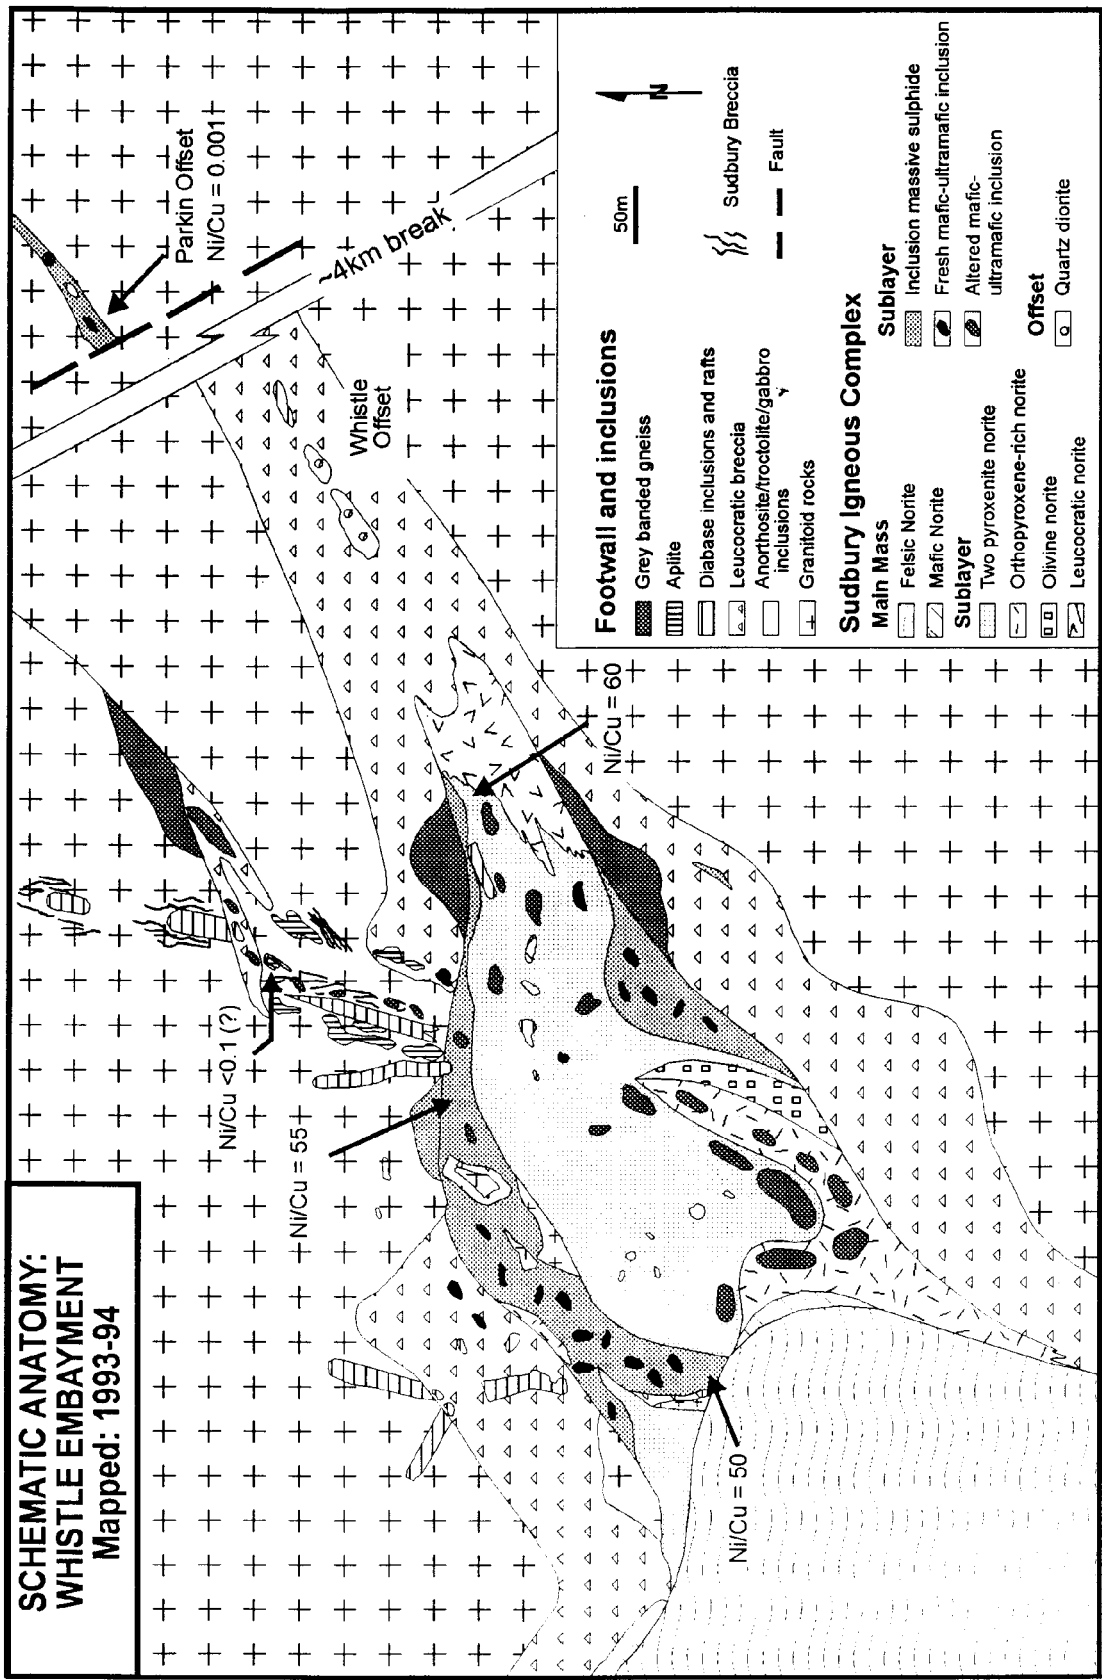 SCHEMATIC ANATOMY:
WHISTLE EMBAYMENT
Mapped: 1993-94
Parkin Offset
Ni/Cu = 0.001
~4km break
Whistle
Offset
Ni/Cu <0.1 (?)
Ni/Cu = 55
Ni/Cu = 60
Ni/Cu = 50
50m
N
Footwall and inclusions
Grey banded gneiss
Aplite
Diabase inclusions and rafts
Leucocratic breccia
Anorthosite/troctolite/gabbro
inclusions
Granitoid rocks
Sudbury Breccia
Fault
Sudbury Igneous Complex
Main Mass
Felsic Norite
Mafic Norite
Sublayer
Two pyroxenite norite
Orthopyroxene-rich norite
Olivine norite
Leucocratic norite
Sublayer
Inclusion massive sulphide
Fresh mafic-ultramafic inclusion
Altered mafic-
ultramafic inclusion
Offset
Quartz diorite